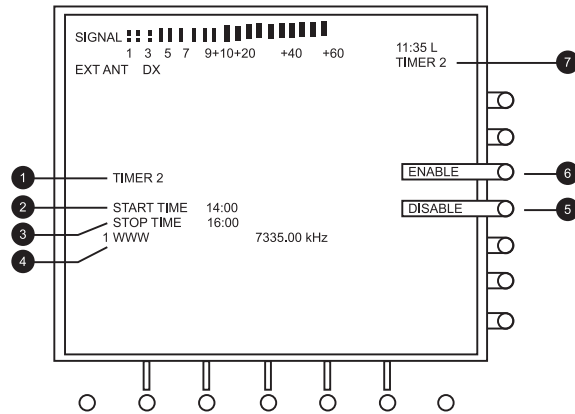 SIGNAL
1 3 5 7 9+10+20 +40 +60
EXT ANT DX
11:35 L
TIMER 2
7
ENABLE
6
DISABLE
5
1
TIMER 2
2
START TIME 14:00
3
STOP TIME 16:00
1 WWW 7335.00 kHz
4